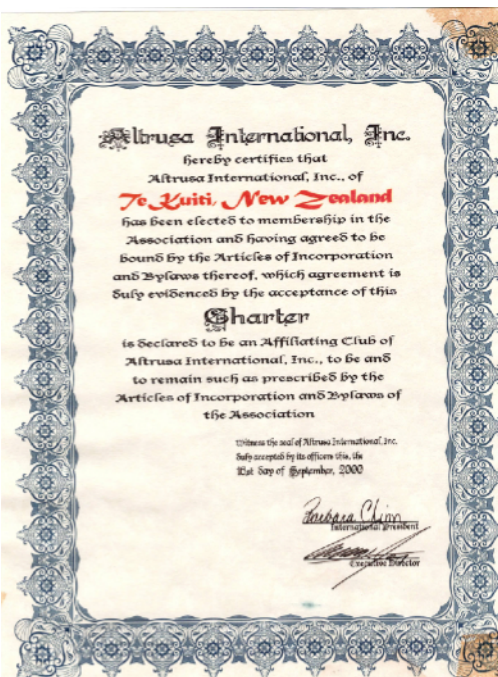 Altrusa International, Inc.
hereby certifies that
Altrusa International, Inc., of
Te Kuiti, New Zealand
has been elected to membership in the
Association and having agreed to be
bound by the Articles of Incorporation
and Bylaws thereof, which agreement is
duly evidenced by the acceptance of this
Charter
is declared to be an Affiliating Club of
Altrusa International, Inc., to be and
to remain such as prescribed by the
Articles of Incorporation and Bylaws of
the Association
Witness the seal of Altrusa International, Inc.
duly accepted by its officers this, the
day of September, 2000
Barbara Chinn
International President
Executive Director